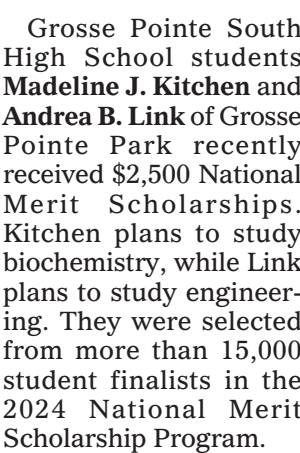 Grosse Pointe South
High School students
Madeline J. Kitchen and
Andrea B. Link of Grosse
Pointe Park recently
received $2,500 National
Merit Scholarships.
Kitchen plans to study
biochemistry, while Link
plans to study engineer-
ing. They were selected
from more than 15,000
student finalists in the
2024 National Merit
Scholarship Program.